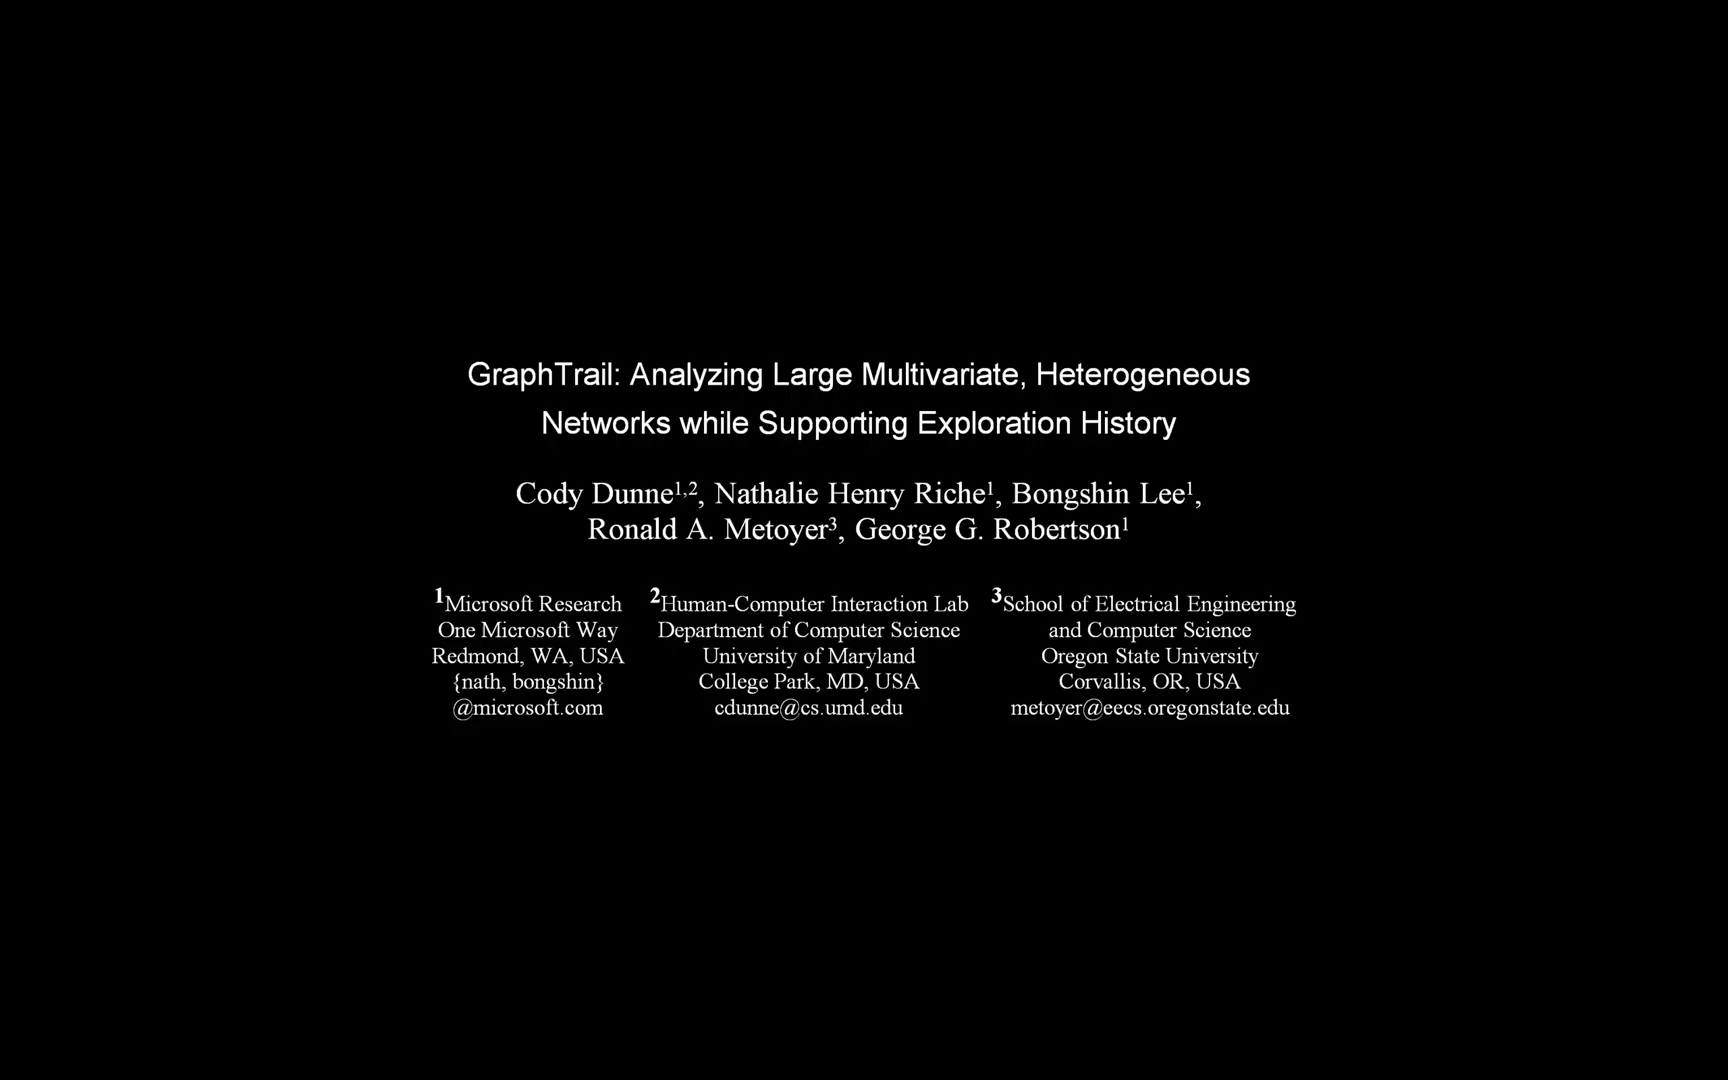 GraphTrail: Analyzing Large Multivariate, Heterogeneous
Networks while Supporting Exploration History
Cody Dunne1,2, Nathalie Henry Riche1, Bongshin Lee1,
Ronald A. Metoyer3, George G. Robertson1
1Microsoft Research
One Microsoft Way
Redmond, WA, USA
{nath, bongshin}
@microsoft.com
2Human-Computer Interaction Lab
Department of Computer Science
University of Maryland
College Park, MD, USA
cdunne@cs.umd.edu
3School of Electrical Engineering
and Computer Science
Oregon State University
Corvallis, OR, USA
metoyer@eecs.oregonstate.edu